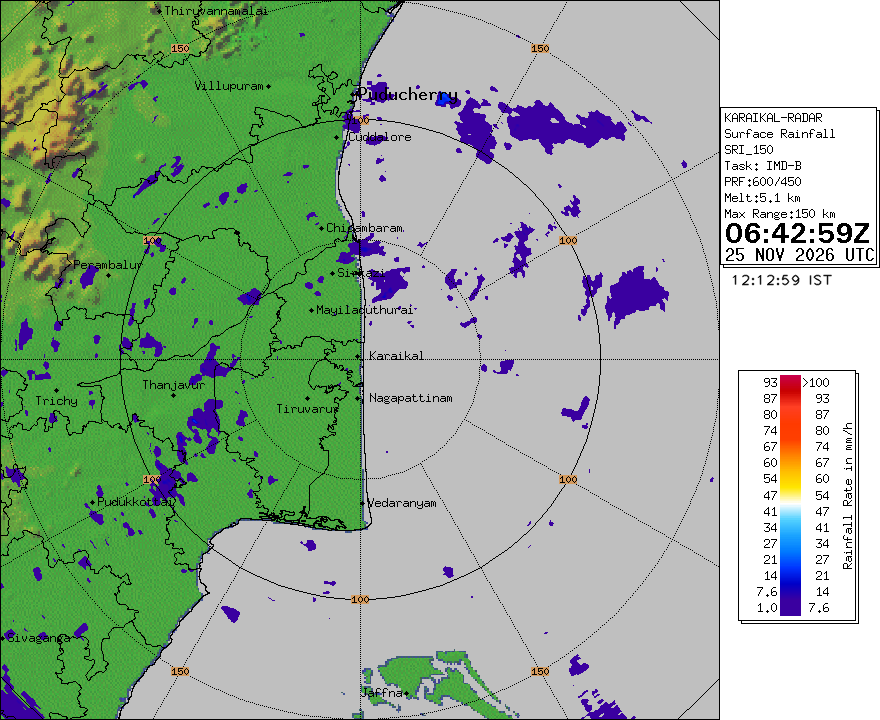 Thiruvannamalai
150
150
Villupuram
Puducherry
100
Cuddalore
KARAIKAL-RADAR
Surface Rainfall
SRI_150
Task: IMD-B
PRF:600/450
Melt:5.1 km
Max Range:150 km
06:42:59Z
25 NOV 2026 UTC
12:12:59 IST
Chidambaram
100
100
Perambalur
Sirkazi
Mayiladuthurai
Karaikal
Thanjavur
Trichy
Tiruvarur
Nagapattinam
100
100
Pudukkottai
Vedaranyam
100
Sivaganga
150
150
Jaffna
93 >100
87 93
80 87
74 80
67 74
60 67
54 60
47 54
41 47
34 41
27 34
21 27
14 21
7.6 14
1.0 7.6
Rainfall Rate in mm/h